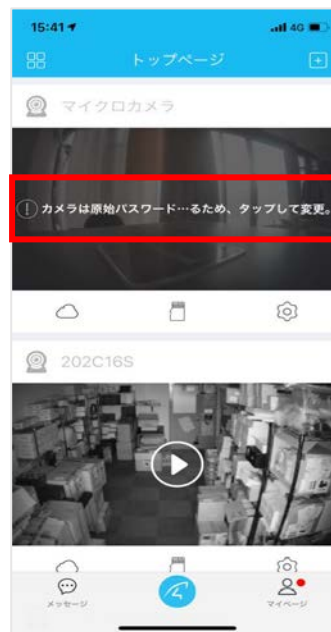 15:41
4G
トップページ
マイクロカメラ
カメラは原始パスワード…るため、タップして変更。
202C16S
メッセージ
マイページ